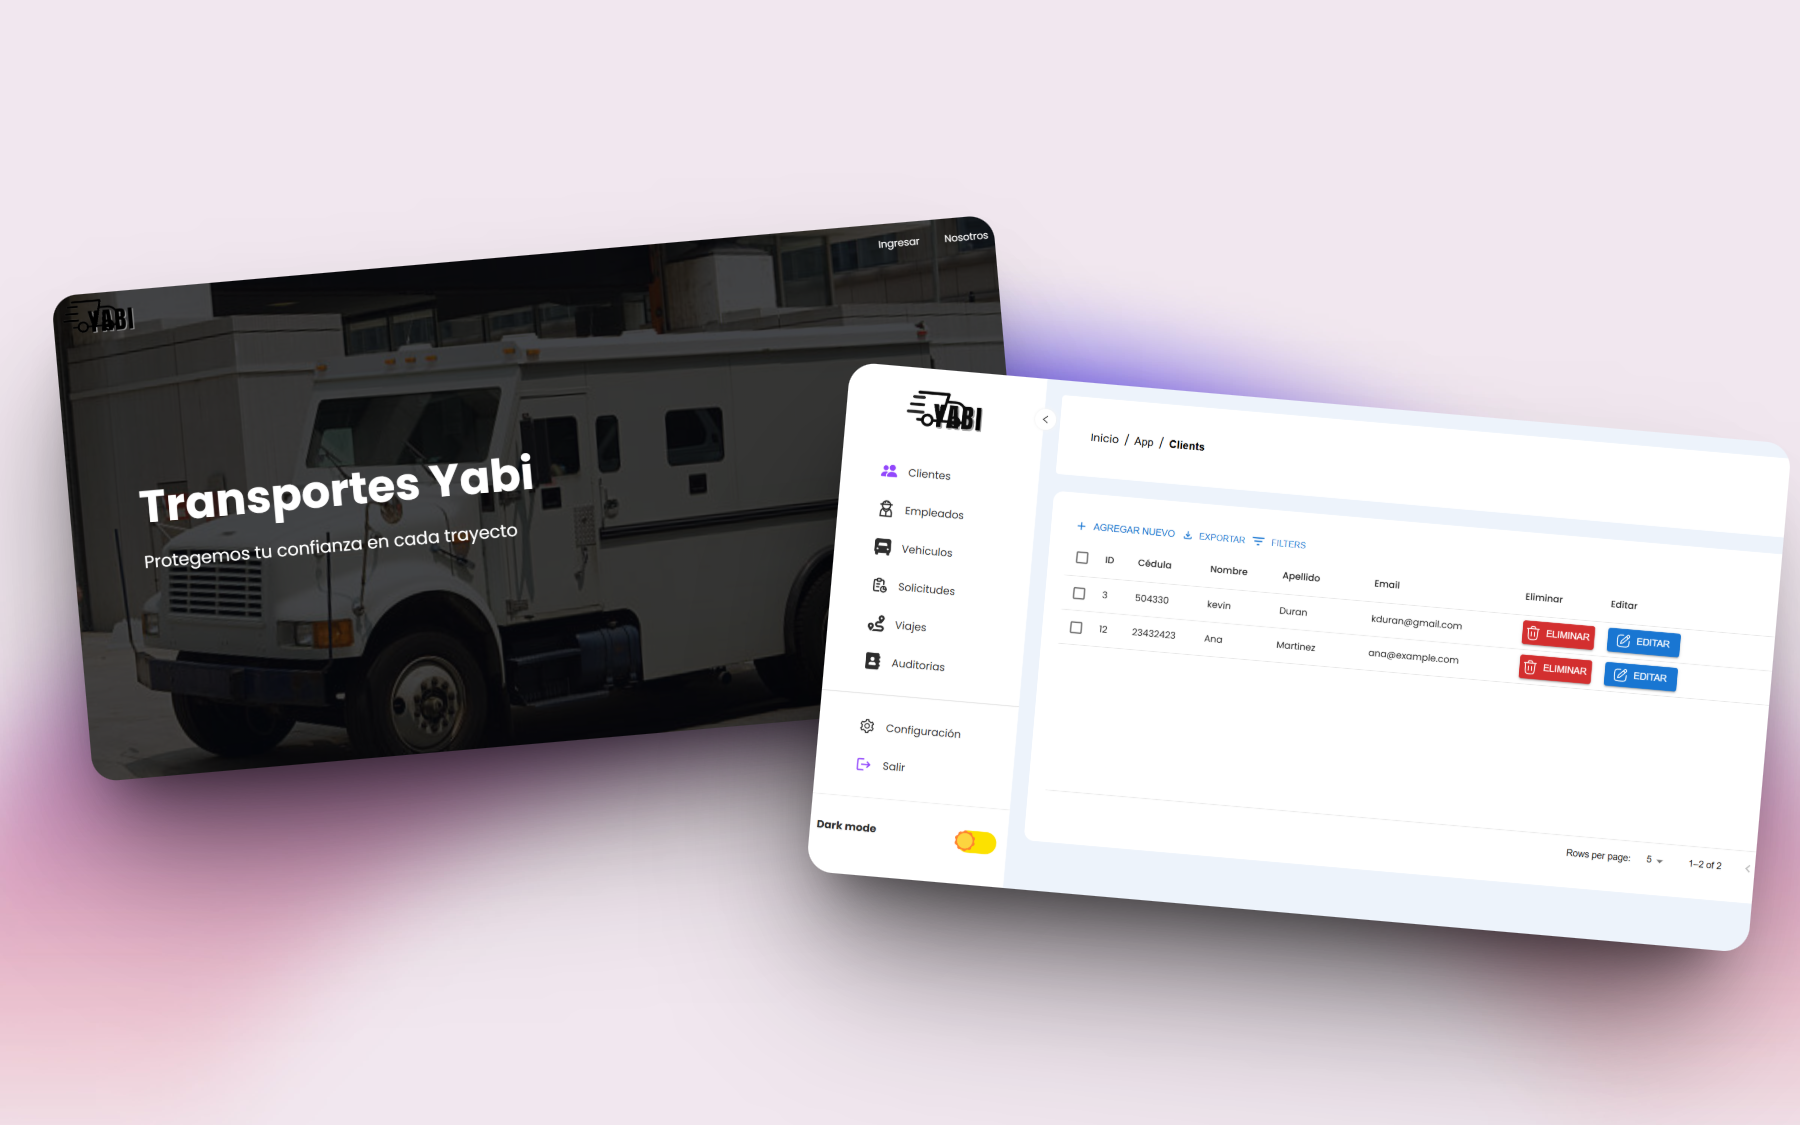 YABI
Ingresar
Nosotros
Transportes Yabi
Protegemos tu confianza en cada trayecto
YABI
Clientes
Empleados
Vehiculos
Solicitudes
Viajes
Auditorias
Configuración
Salir
Dark mode
Inicio / App / Clients
AGREGAR NUEVO EXPORTAR FILTERS
ID Cédula Nombre Apellido Email Eliminar Editar
3 504330 kevin Duran kduran@gmail.com ELIMINAR EDITAR
12 23432423 Ana Martinez ana@example.com ELIMINAR EDITAR
Rows per page: 5 1–2 of 2